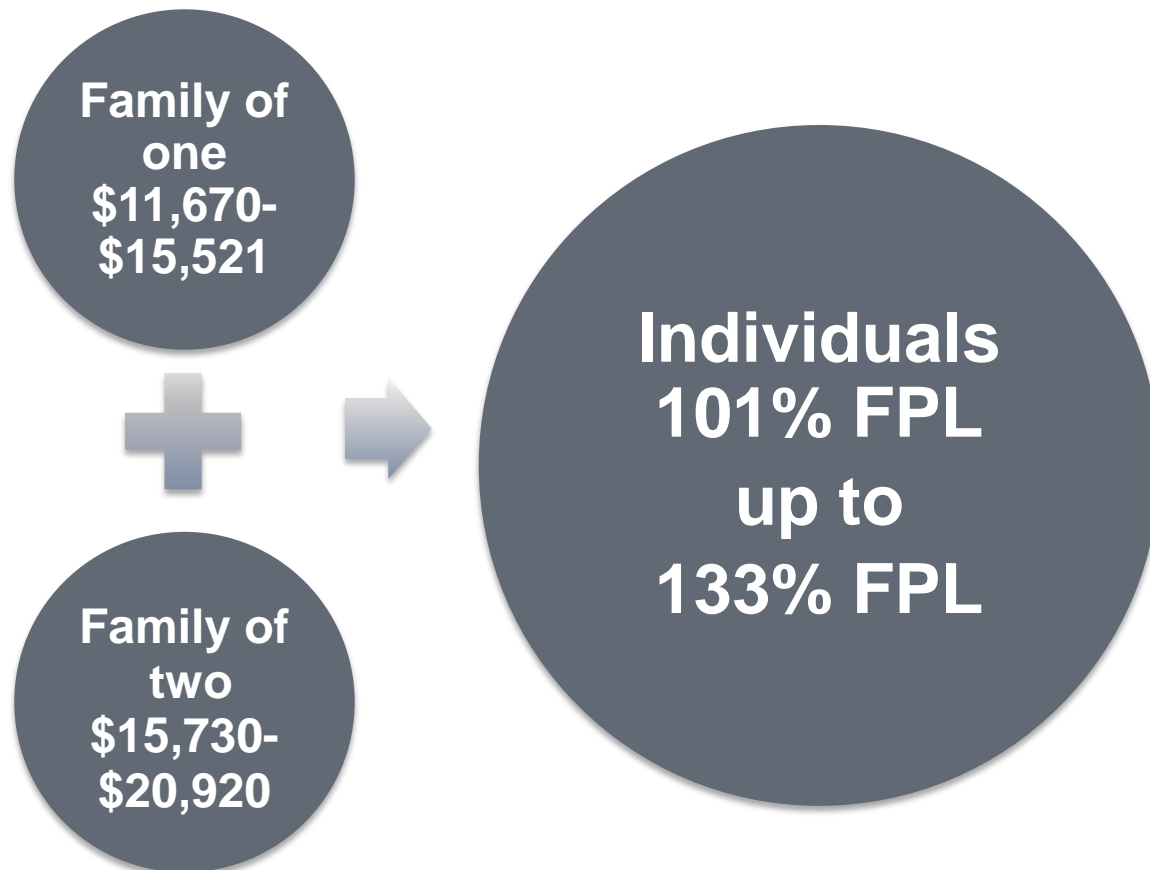 Family of
one
$11,670-
$15,521
Family of
two
$15,730-
$20,920
Individuals
101% FPL
up to
133% FPL